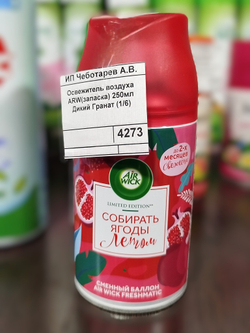 ИП Чеботарев А.В.
Освежитель воздуха
ARW(запаска) 250мл
Дикий Гранат (1/6)
4273
до 2-х
месяцев
свежести
AIR
WICK
LIMITED EDITION
СОБИРАТЬ
ЯГОДЫ
Летом
СМЕННЫЙ БАЛЛОН
AIR WICK FRESHMATIC